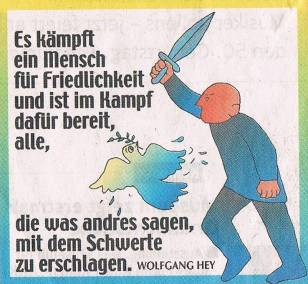 Es kämpft
ein Mensch
für Friedlichkeit
und ist im Kampf
dafür bereit,
alle,
die was andres sagen,
mit dem Schwerte
zu erschlagen. WOLFGANG HEY